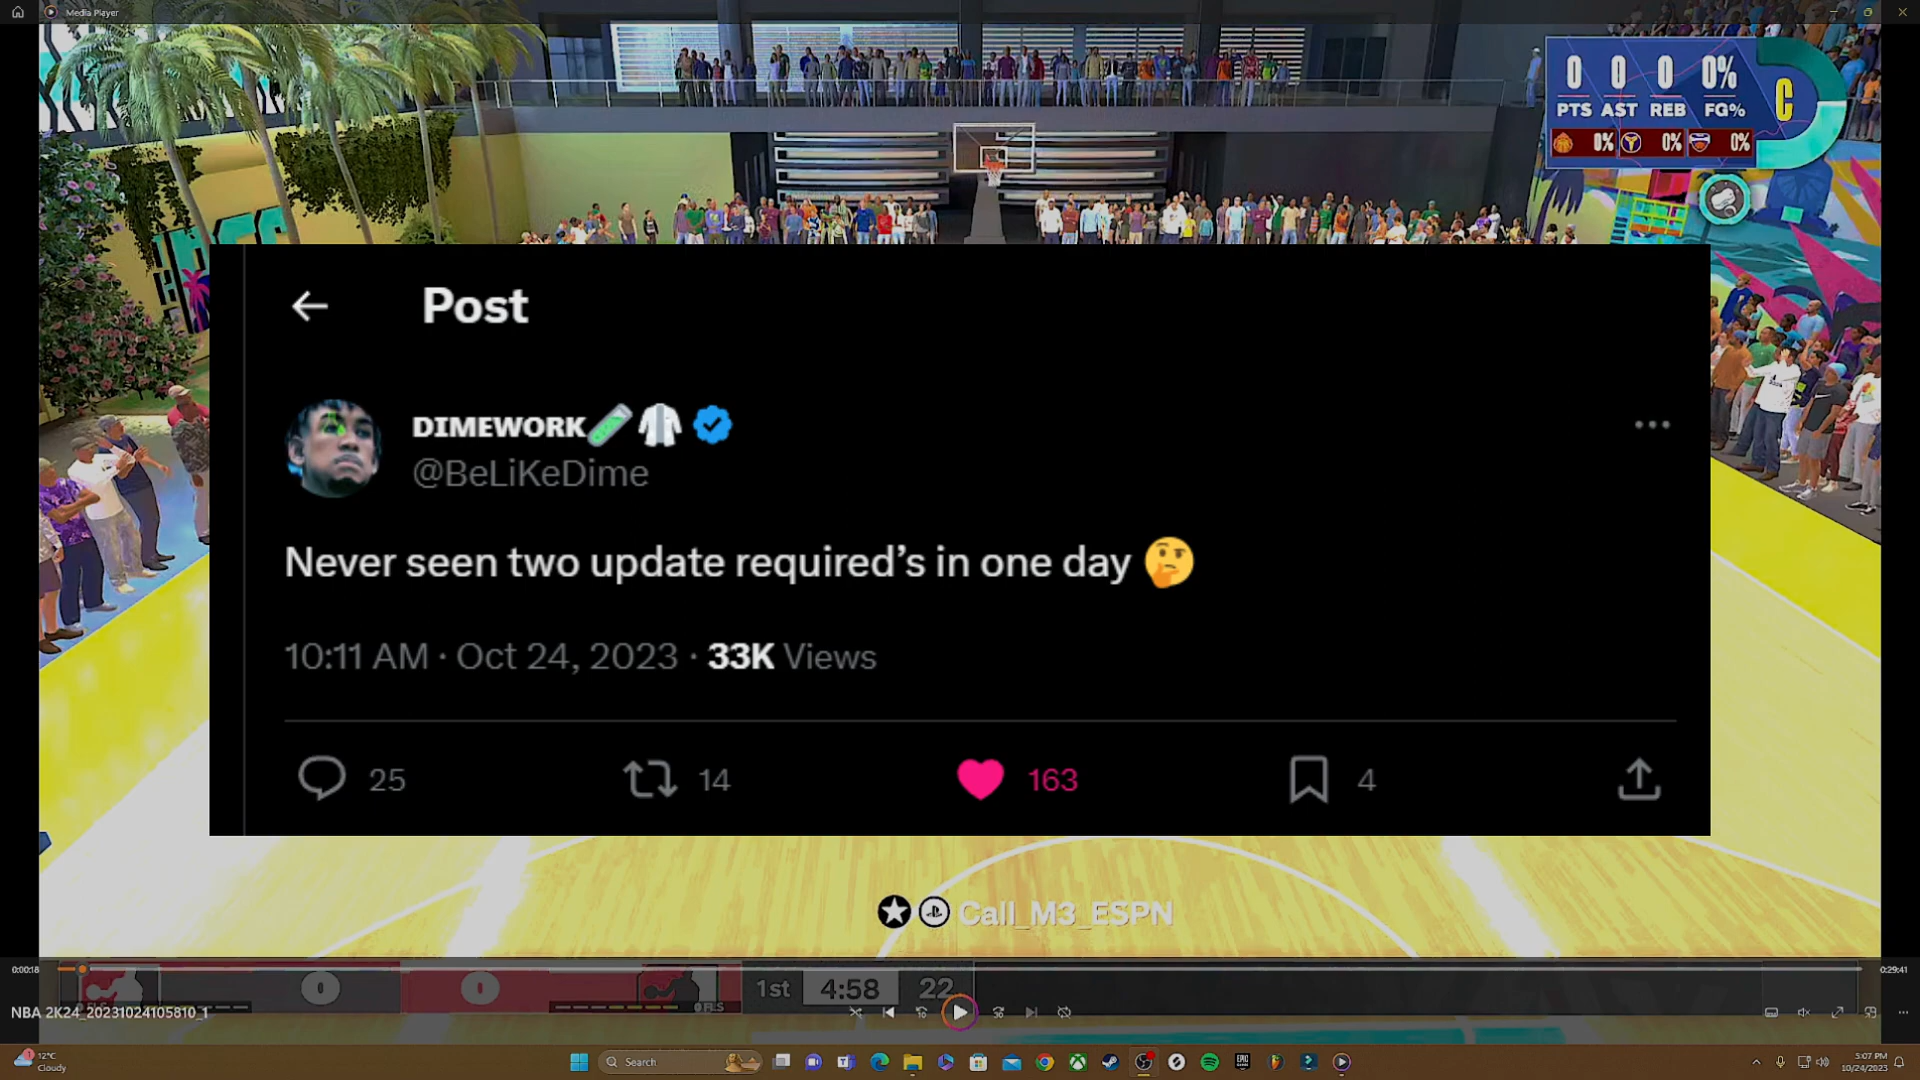 Media Player
0 0 0 0%
PTS AST REB FG%
C
0% 0% 0%
Post
DIMEWORK
@BeLiKeDime
Never seen two update required's in one day 🤔
10:11 AM · Oct 24, 2023 · 33K Views
25 14 163 4
Call_M3_ESPN
0:00:18
0:29:41
0 0 1st 4:58 22
NBA 2K24_20231024105810_1
12°C
Cloudy
Search
5:07 PM
10/24/2023